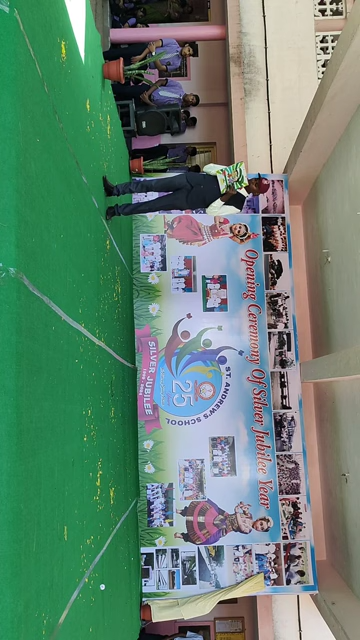 Opening Ceremony Of Silver Jubilee Year
ST. ANDREW'S SCHOOL
25
SILVER JUBILEE